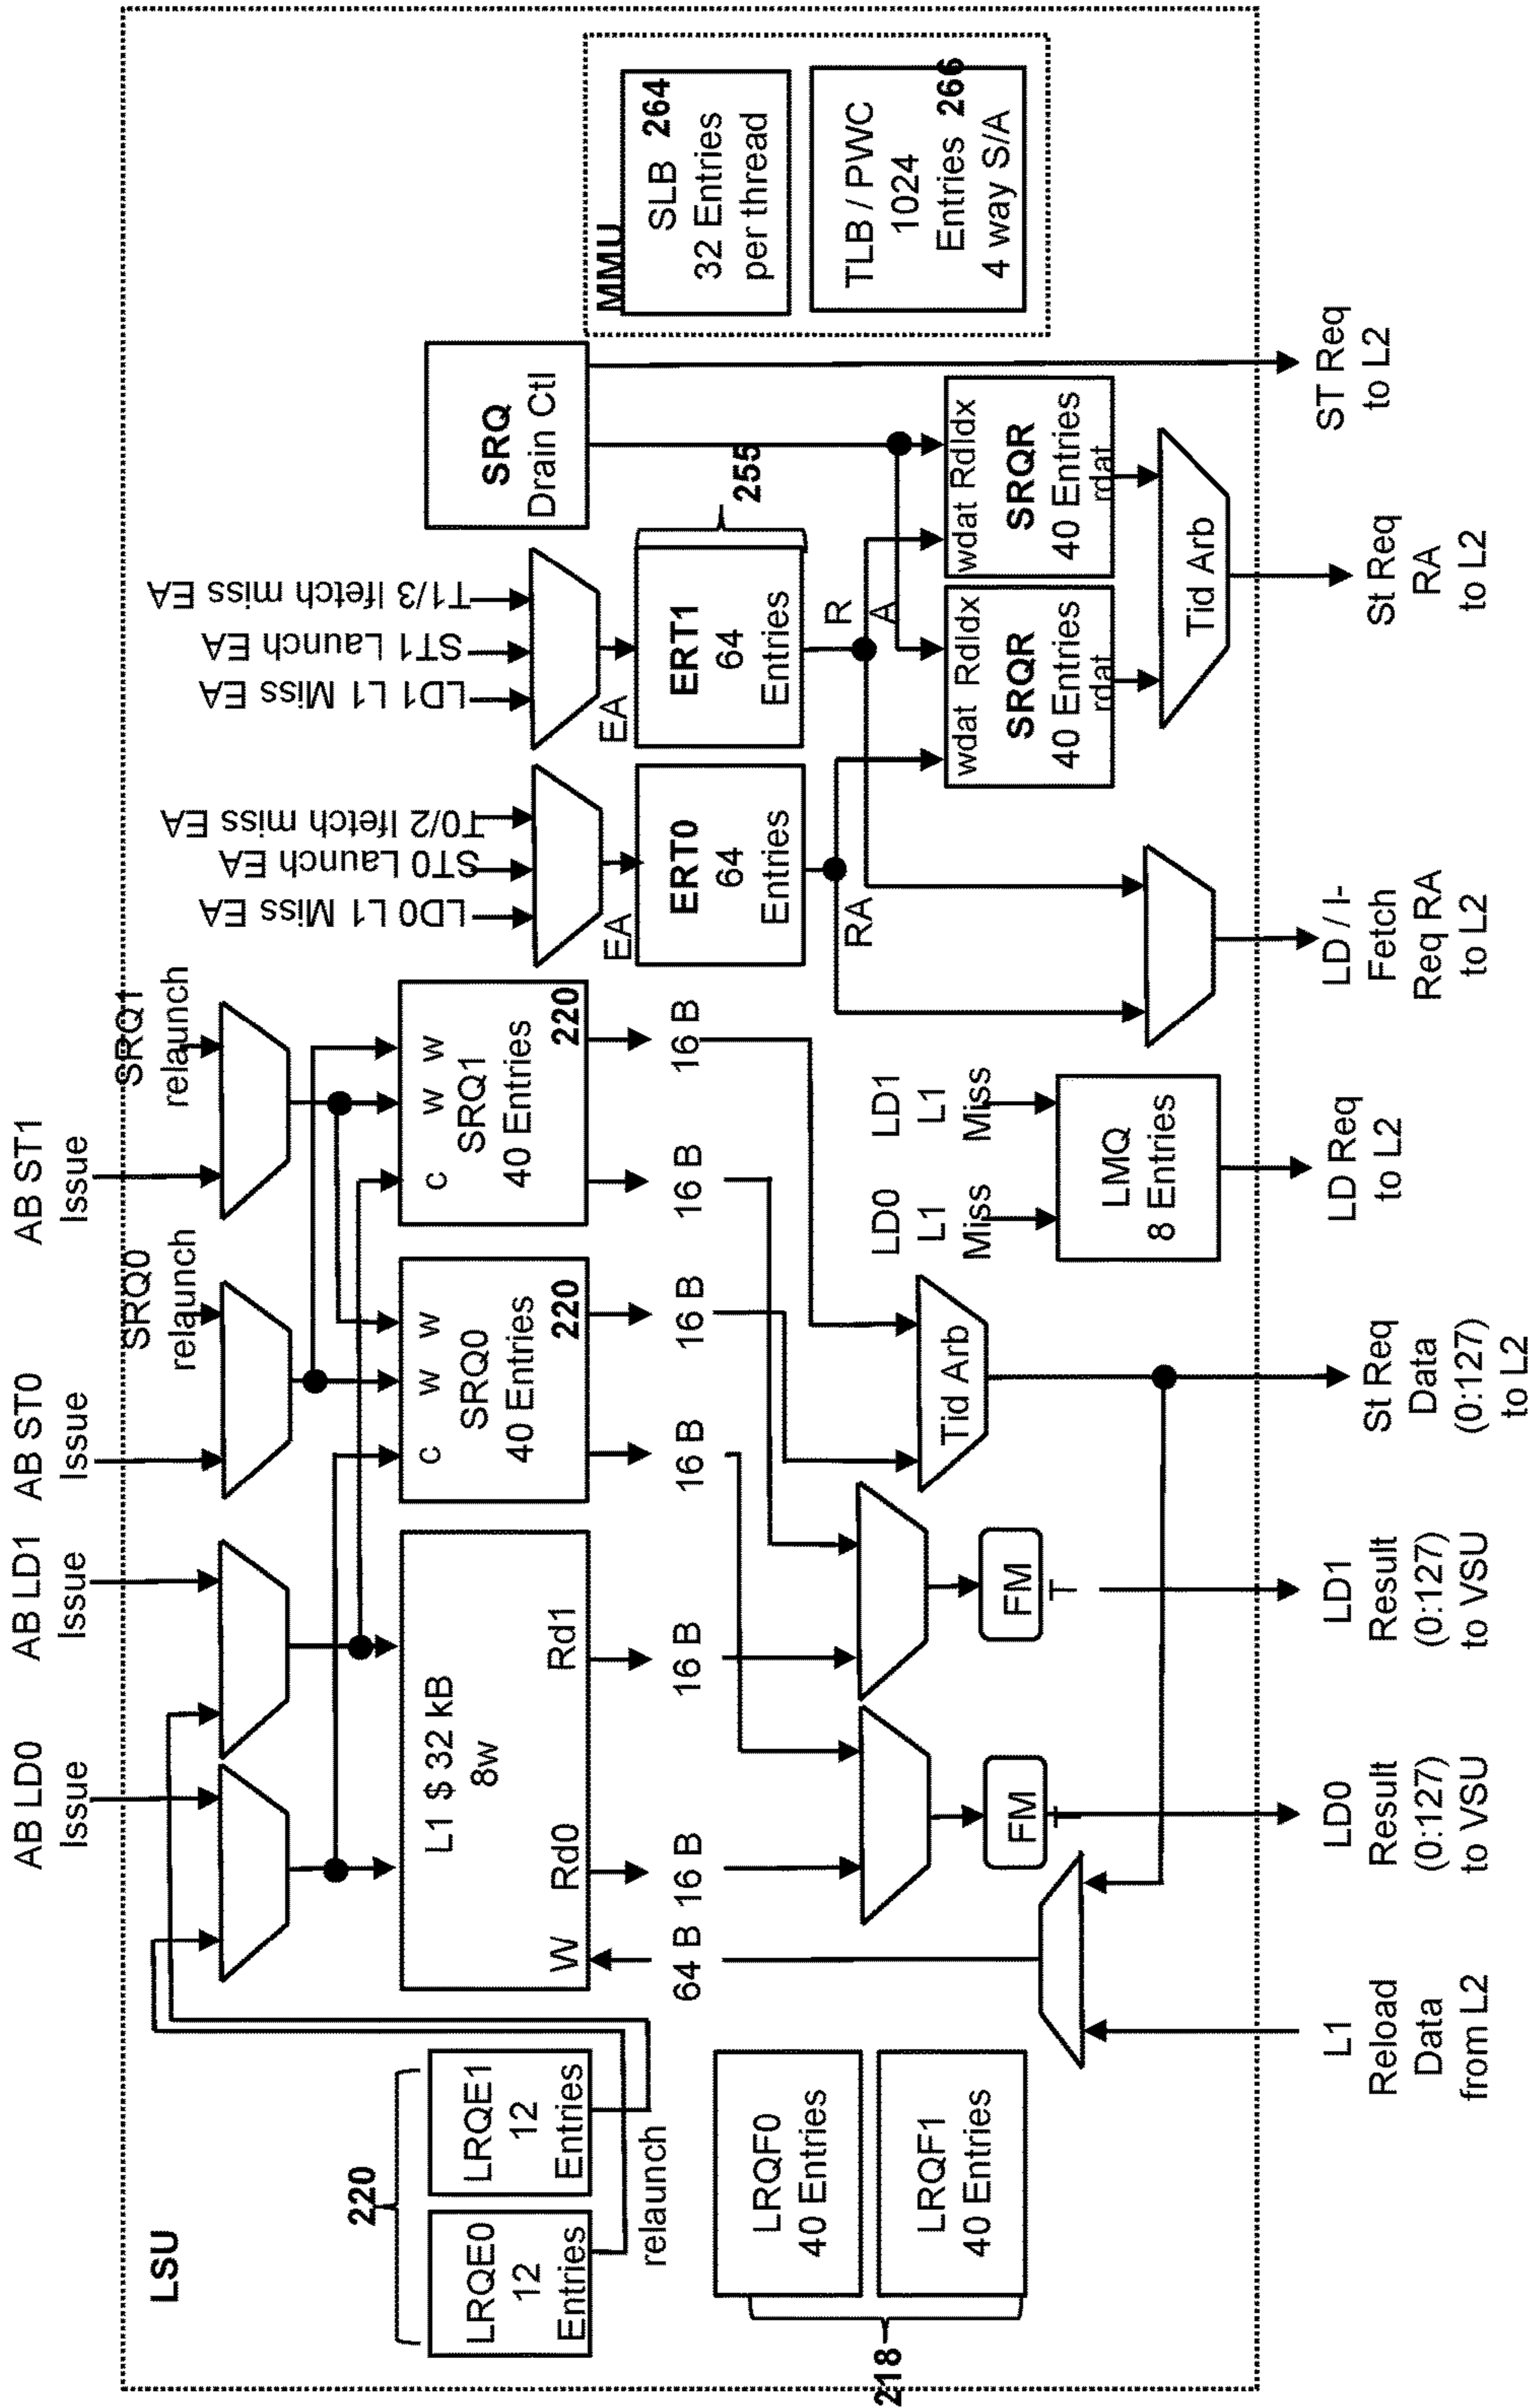 LSU
220
LRQE0
12
Entries
LRQE1
12
Entries
relaunch
LRQF0
40 Entries
LRQF1
40 Entries
218
AB LD0
Issue
AB LD1
Issue
AB ST0
Issue
SRQ0
relaunch
AB ST1
Issue
SRQ1
relaunch
L1 $ 32 kB
8w
W
Rd0
Rd1
c
w
w
SRQ0
40 Entries
220
c
w
w
SRQ1
40 Entries
220
64 B
16 B
16 B
16 B
16 B
16 B
16 B
FM
T
FM
T
Tid Arb
LD0
L1
Miss
LD1
L1
Miss
LMQ
8 Entries
LD0 L1 Miss EA
ST0 Launch EA
T0/2 Ifetch miss EA
LD1 L1 Miss EA
ST1 Launch EA
T1/3 Ifetch miss EA
EA
ERT0
64
Entries
EA
ERT1
64
Entries
255
RA
R
A
SRQ
Drain Ctl
wdat RdIdx
SRQR
40 Entries
rdat
wdat RdIdx
SRQR
40 Entries
rdat
Tid Arb
MMU
SLB 264
32 Entries
per thread
TLB / PWC
1024
Entries 266
4 way S/A
L1
Reload
Data
from L2
LD0
Result
(0:127)
to VSU
LD1
Result
(0:127)
to VSU
St Req
Data
(0:127)
to L2
LD Req
to L2
LD / I-
Fetch
Req RA
to L2
St Req
RA
to L2
ST Req
to L2